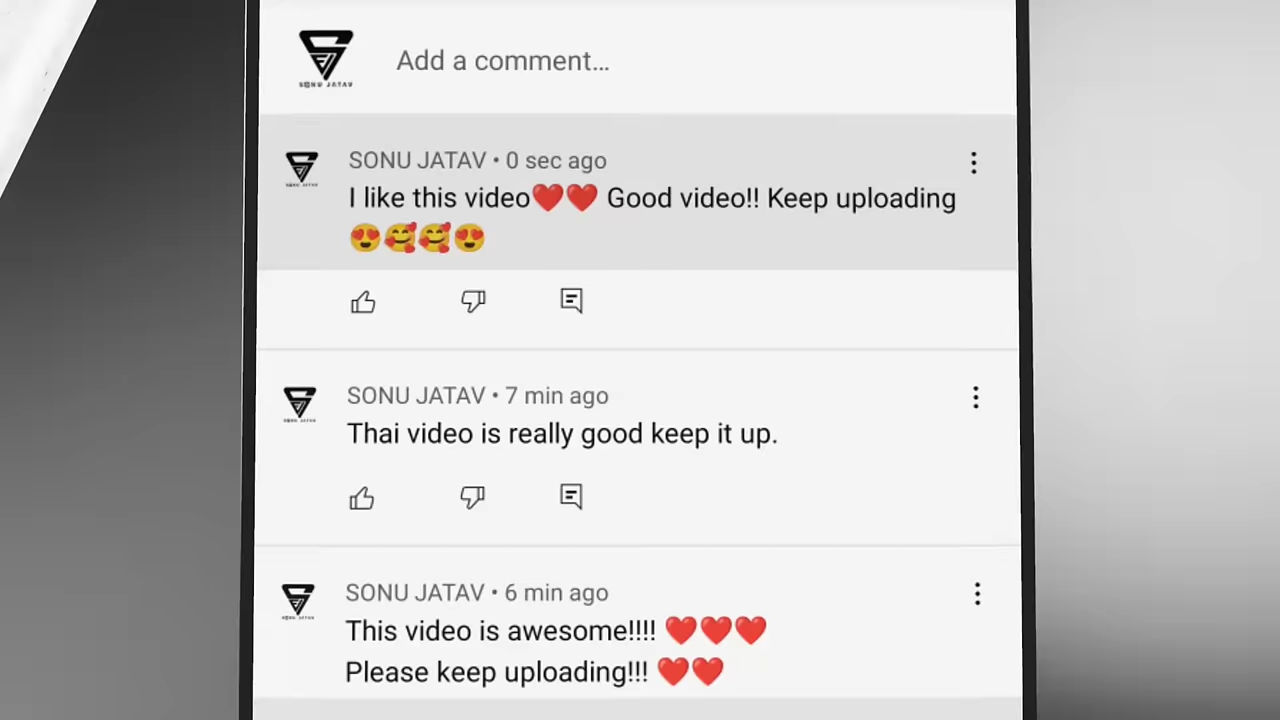 SONU JATAV
Add a comment...
SONU JATAV • 0 sec ago
SONU JATAV
I like this video❤️❤️ Good video!! Keep uploading
😍🥰🥰😍
SONU JATAV • 7 min ago
SONU JATAV
Thai video is really good keep it up.
SONU JATAV • 6 min ago
SONU JATAV
This video is awesome!!!! ❤️❤️❤️
Please keep uploading!!! ❤️❤️